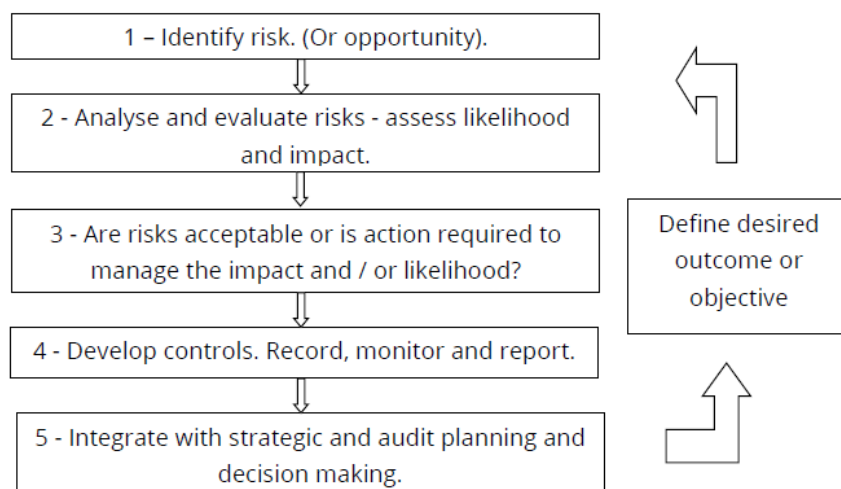 1 – Identify risk. (Or opportunity).
2 - Analyse and evaluate risks - assess likelihood
and impact.
3 - Are risks acceptable or is action required to
manage the impact and / or likelihood?
4 - Develop controls. Record, monitor and report.
5 - Integrate with strategic and audit planning and
decision making.
Define desired
outcome or
objective